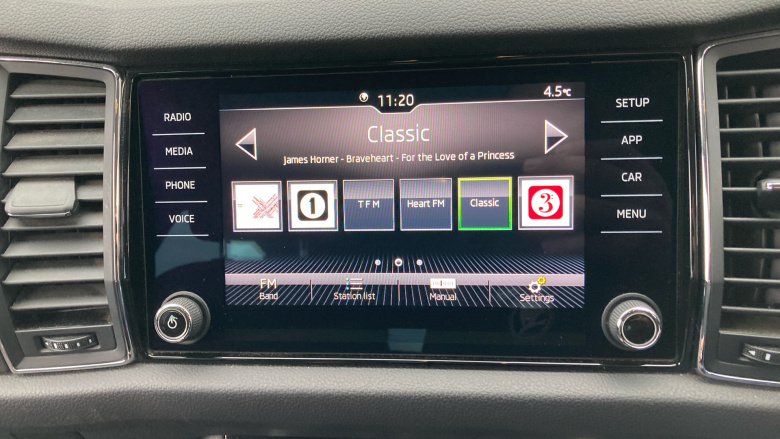 11:20
4.5°C
RADIO
MEDIA
PHONE
VOICE
Classic
James Horner - Braveheart - For the Love of a Princess
1
T F M
Heart FM
Classic
3
FM
Band
Station list
Manual
Settings
SETUP
APP
CAR
MENU